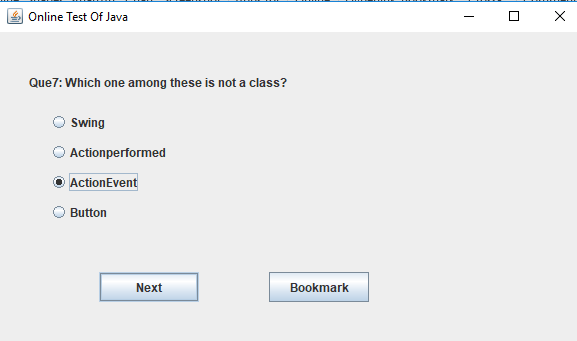 Online Test Of Java
Que7: Which one among these is not a class?
Swing
Actionperformed
ActionEvent
Button
Next
Bookmark